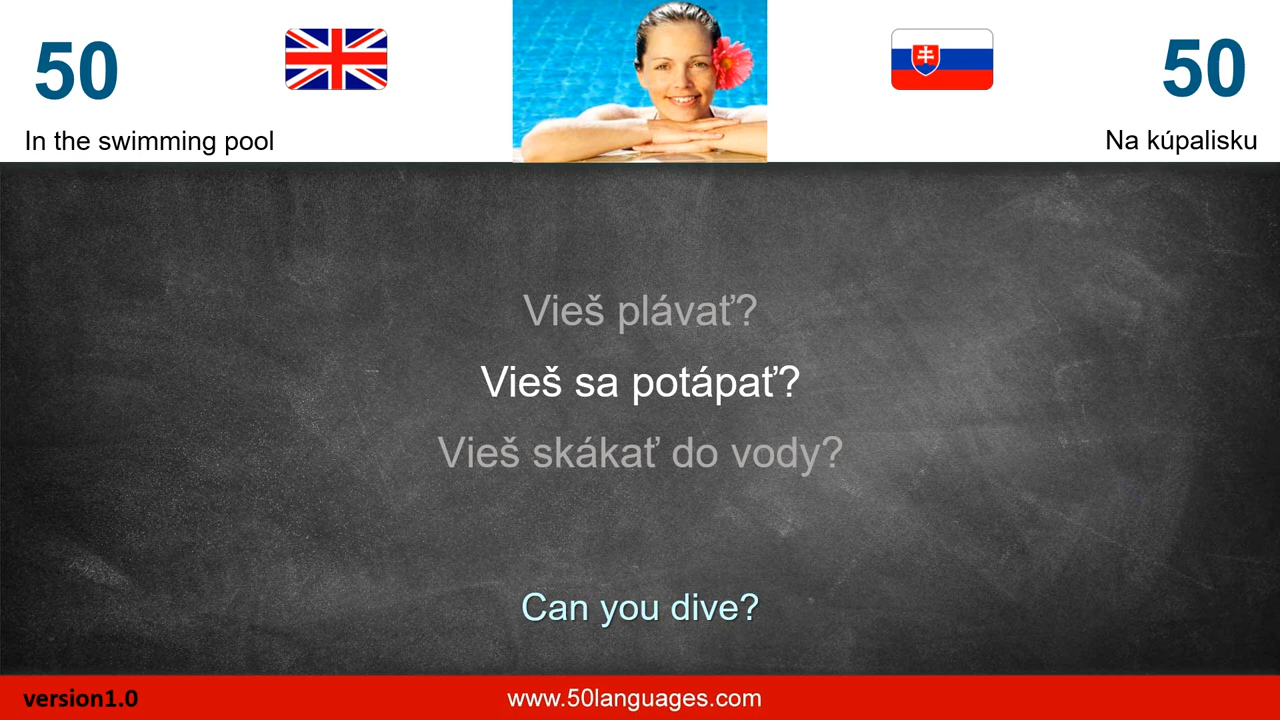 50
50
In the swimming pool
Na kúpalisku
Vieš plávať?
Vieš sa potápať?
Vieš skákať do vody?
Can you dive?
version1.0
www.50languages.com